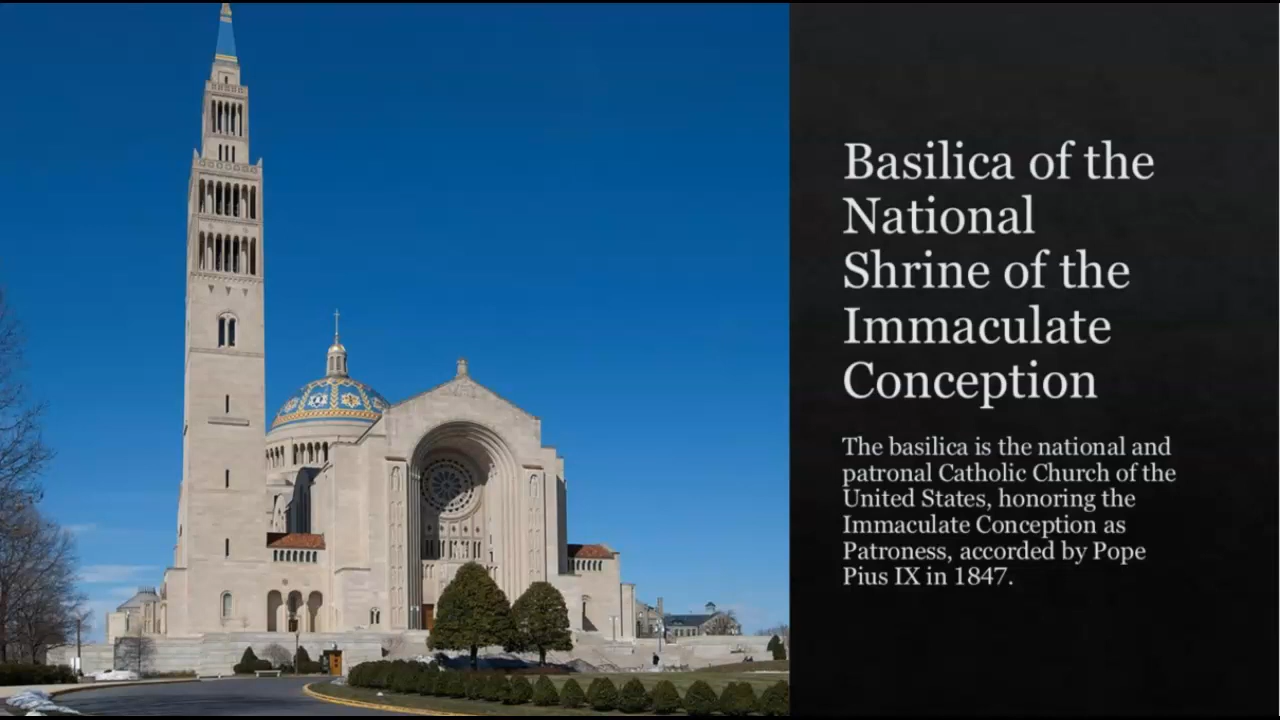 Basilica of the
National
Shrine of the
Immaculate
Conception
The basilica is the national and
patronal Catholic Church of the
United States, honoring the
Immaculate Conception as
Patroness, accorded by Pope
Pius IX in 1847.